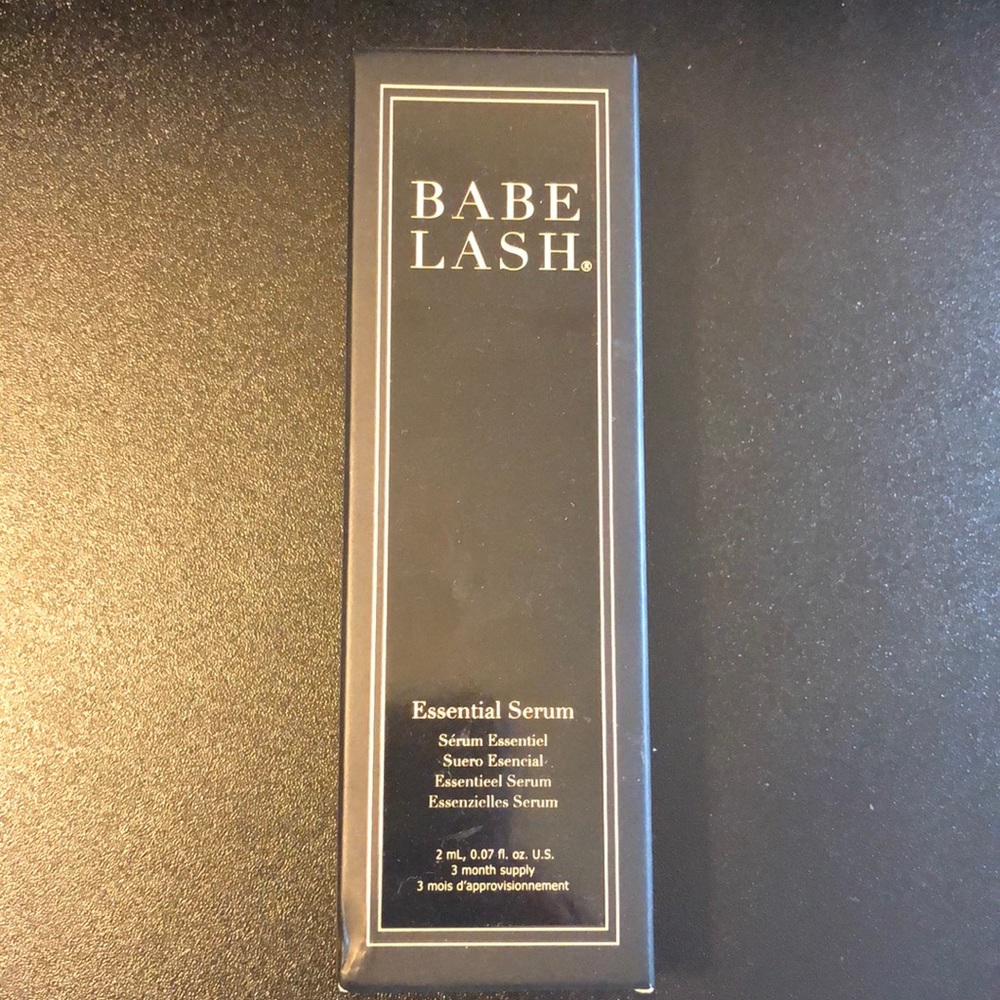 BABE
LASH®
Essential Serum
Sérum Essentiel
Suero Esencial
Essentieel Serum
Essenzielles Serum
2 mL, 0.07 fl. oz. U.S.
3 month supply
3 mois d'approvisionnement